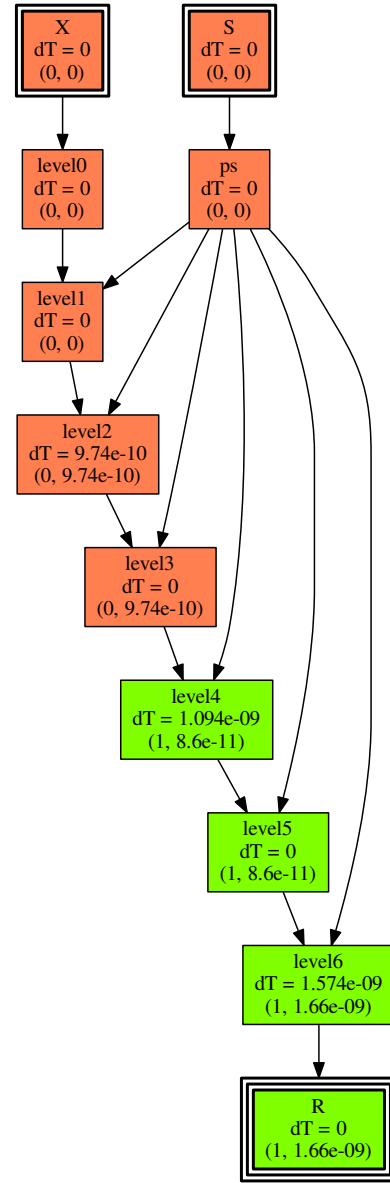 X
dT = 0
(0, 0)
S
dT = 0
(0, 0)
level0
dT = 0
(0, 0)
ps
dT = 0
(0, 0)
level1
dT = 0
(0, 0)
level2
dT = 9.74e-10
(0, 9.74e-10)
level3
dT = 0
(0, 9.74e-10)
level4
dT = 1.094e-09
(1, 8.6e-11)
level5
dT = 0
(1, 8.6e-11)
level6
dT = 1.574e-09
(1, 1.66e-09)
R
dT = 0
(1, 1.66e-09)